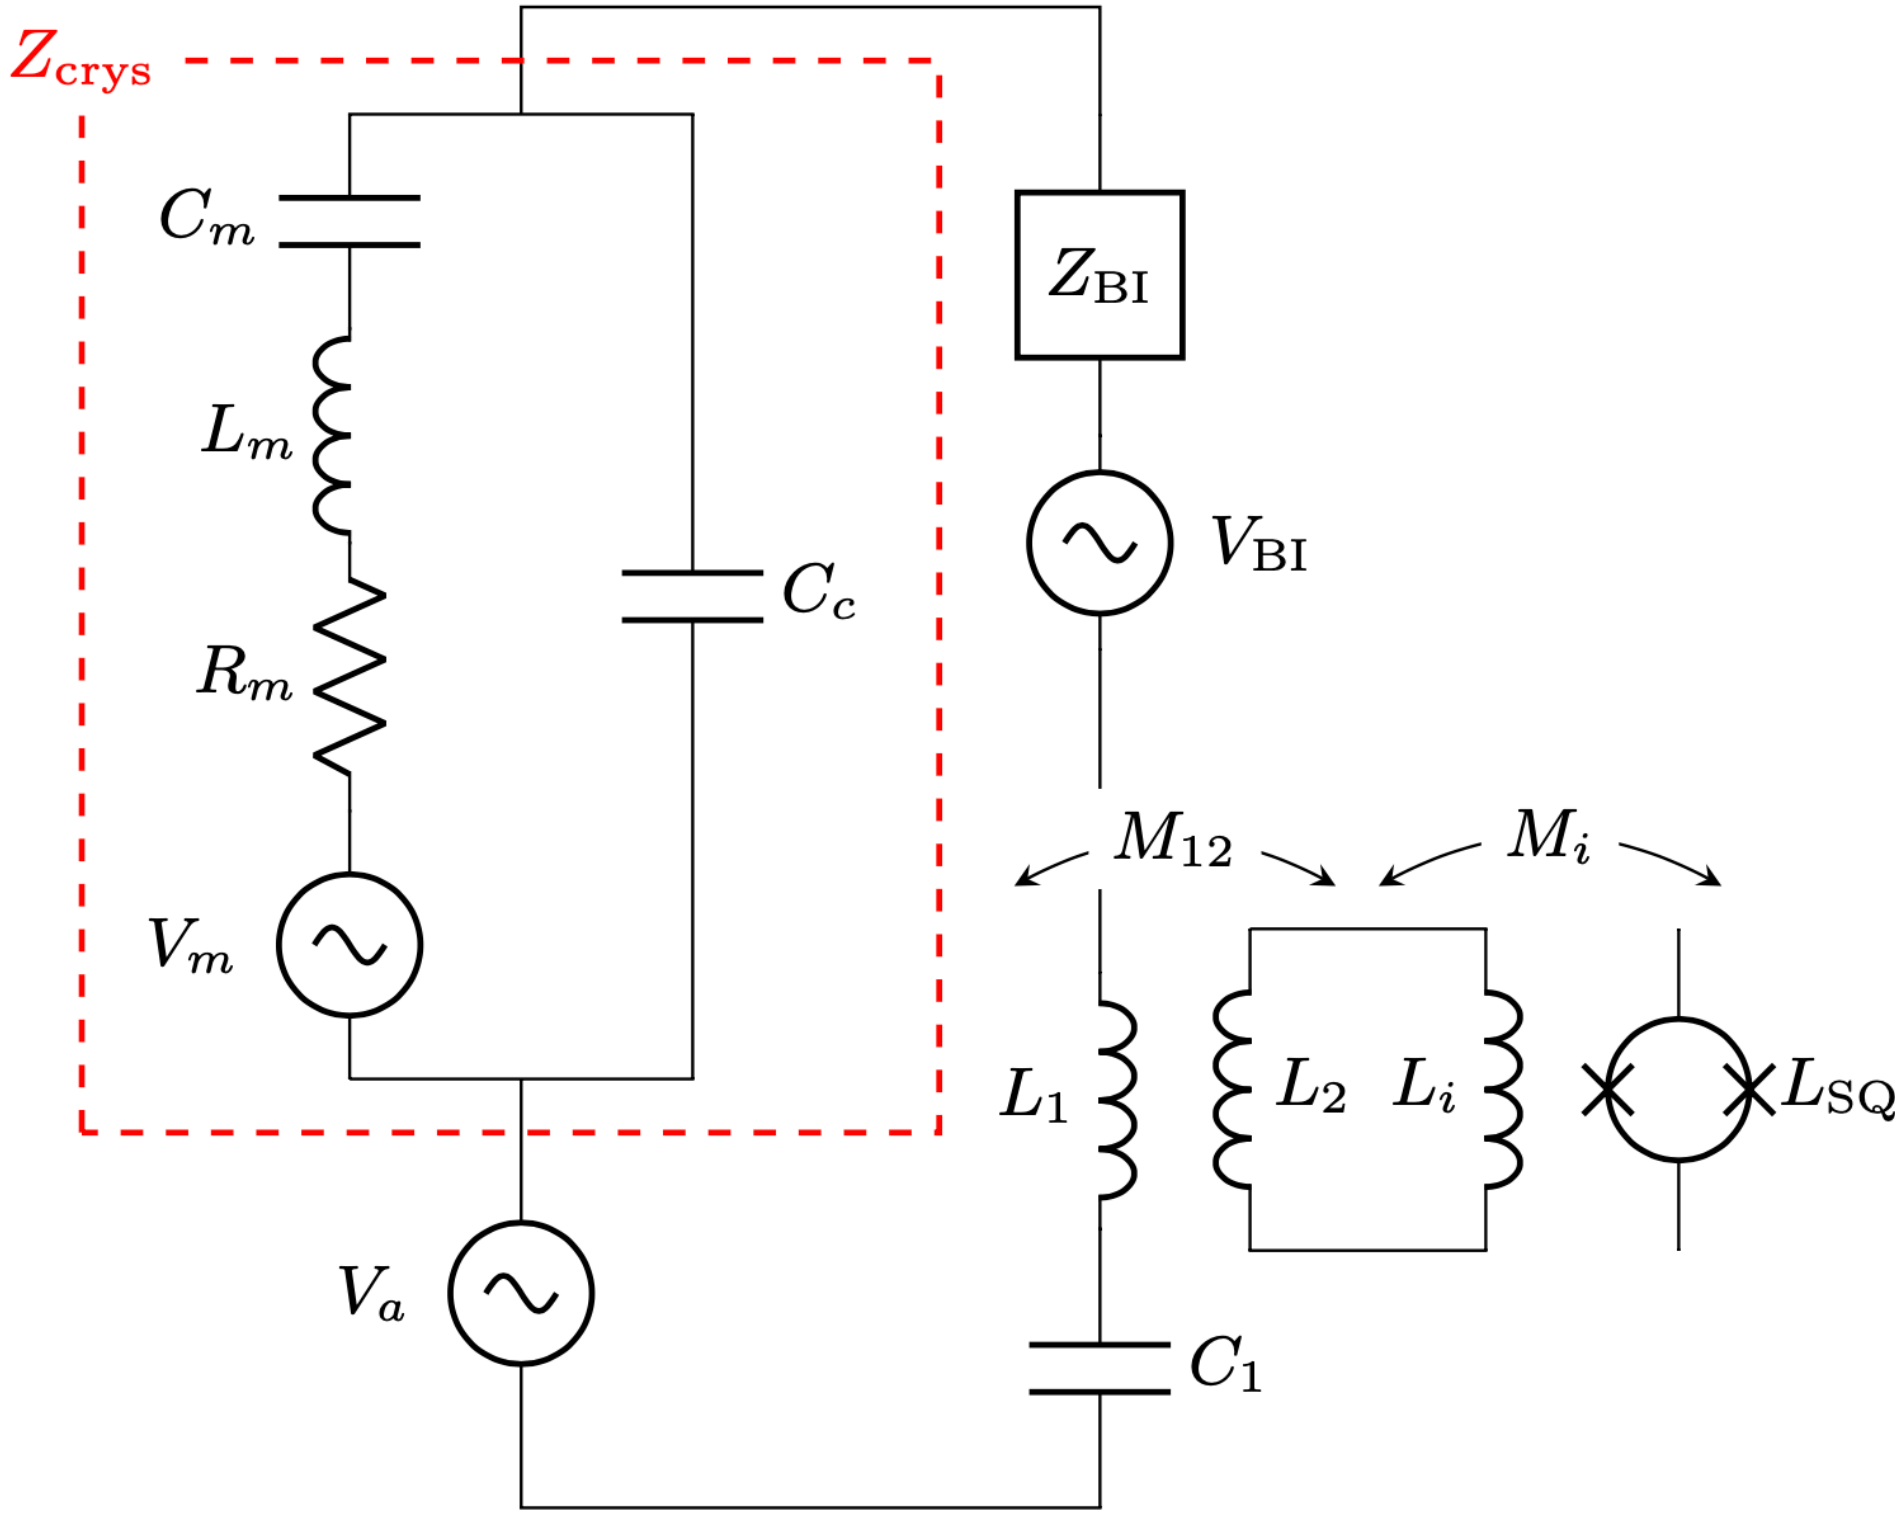 Z_crys
C_m
Z_BI
L_m
V_BI
C_c
R_m
M_12
M_i
V_m
L_1
L_2
L_i
L_SQ
V_a
C_1